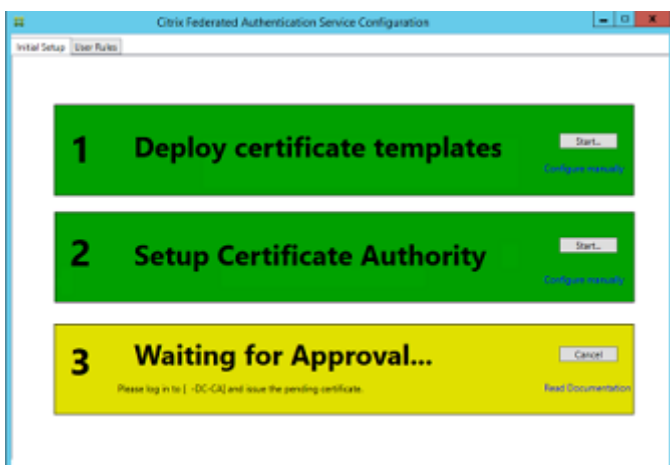 Citrix Federated Authentication Service Configuration
Initial Setup User Rules
1 Deploy certificate templates Start...
Configure manually
2 Setup Certificate Authority Start...
Configure manually
3 Waiting for Approval... Cancel
Please log in to [ -DC-CA] and issue the pending certificate. Read Documentation